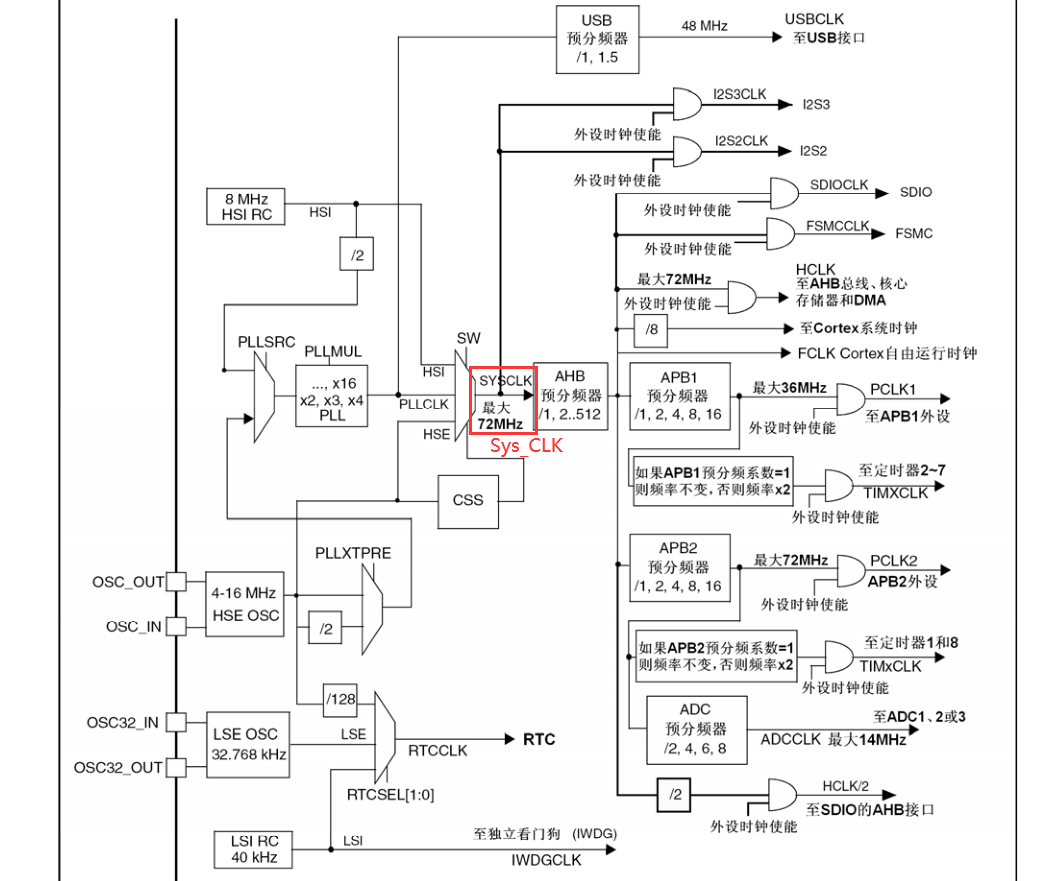 USB
预分频器
/1, 1.5
48 MHz
USBCLK
至USB接口
I2S3CLK
I2S3
外设时钟使能
I2S2CLK
I2S2
外设时钟使能
8 MHz
HSI RC
HSI
/2
SDIOCLK
SDIO
外设时钟使能
FSMCCLK
FSMC
外设时钟使能
最大72MHz
HCLK
至AHB总线、核心
存储器和DMA
外设时钟使能
/8
至Cortex系统时钟
FCLK Cortex自由运行时钟
PLLSRC
PLLMUL
..., x16
x2, x3, x4
PLL
SW
HSI
PLLCLK
HSE
SYSCLK
最大
72MHz
Sys_CLK
AHB
预分频器
/1, 2..512
APB1
预分频器
/1, 2, 4, 8, 16
最大36MHz
PCLK1
至APB1外设
外设时钟使能
如果APB1预分频系数=1
则频率不变，否则频率x2
至定时器2~7
TIMXCLK
外设时钟使能
CSS
PLLXTPRE
OSC_OUT
OSC_IN
4-16 MHz
HSE OSC
/2
APB2
预分频器
/1, 2, 4, 8, 16
最大72MHz
PCLK2
APB2外设
外设时钟使能
如果APB2预分频系数=1
则频率不变，否则频率x2
至定时器1和8
TIMxCLK
外设时钟使能
ADC
预分频器
/2, 4, 6, 8
至ADC1、2或3
ADCCLK 最大14MHz
/128
OSC32_IN
OSC32_OUT
LSE OSC
32.768 kHz
LSE
RTCCLK
RTC
RTCSEL[1:0]
/2
HCLK/2
至SDIO的AHB接口
外设时钟使能
LSI RC
40 kHz
LSI
至独立看门狗 (IWDG)
IWDGCLK